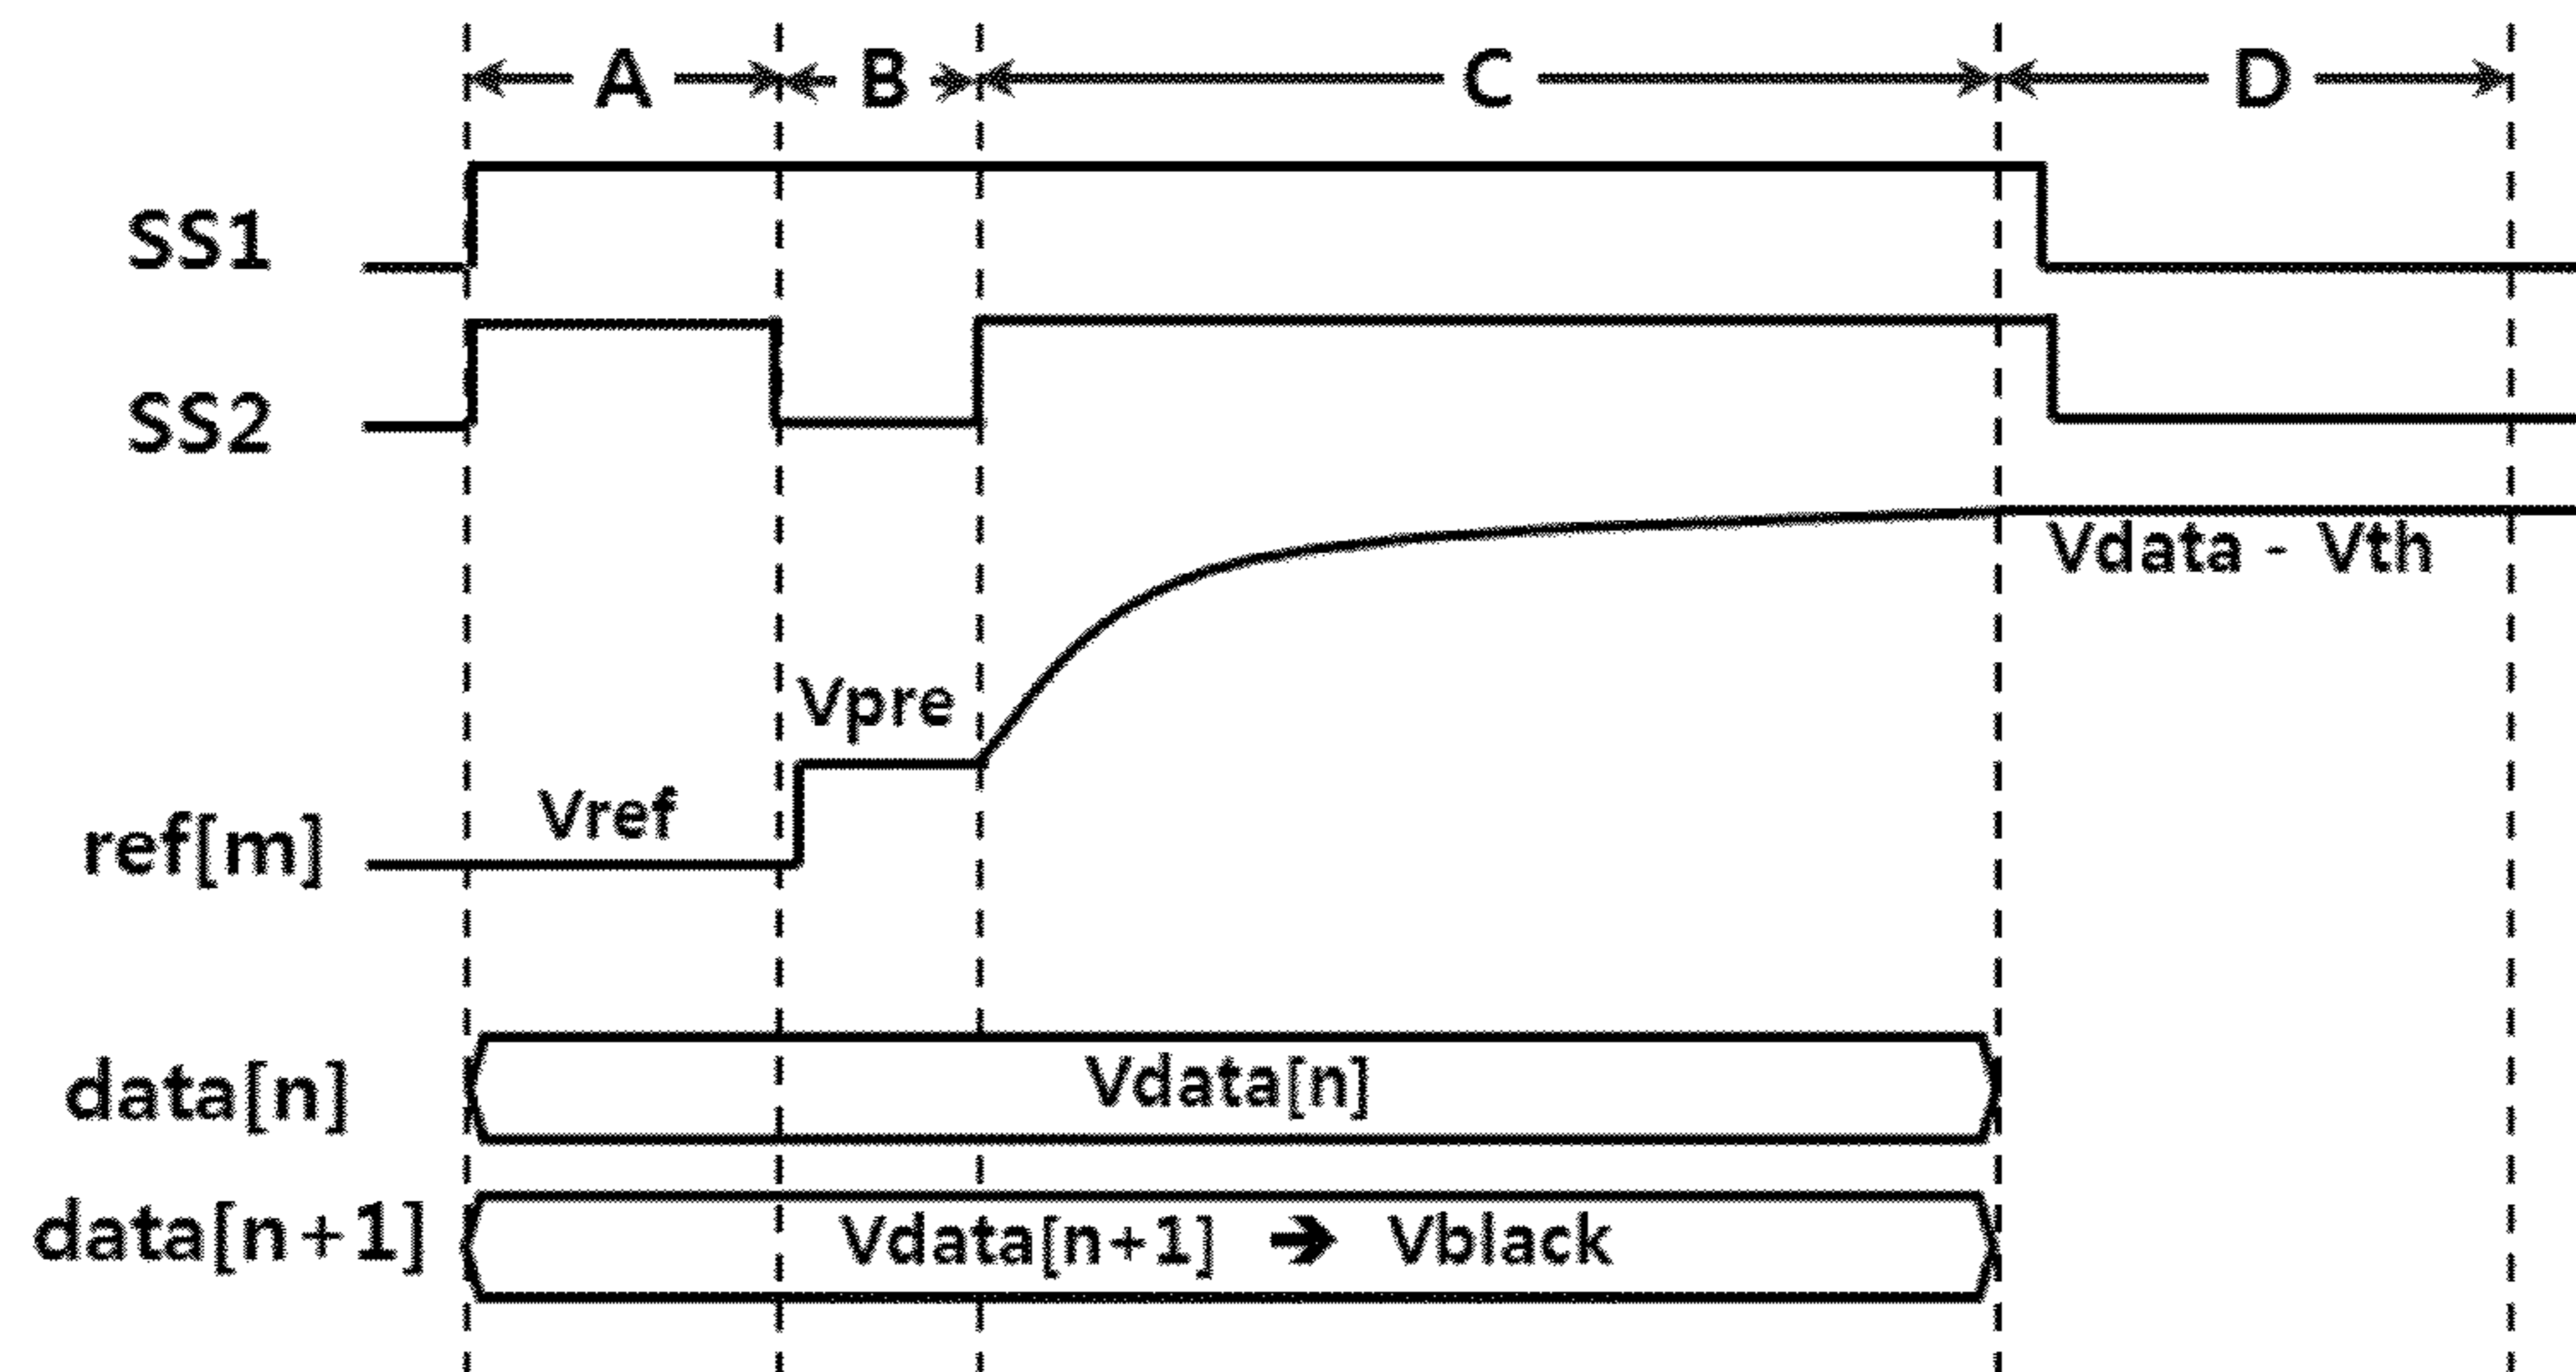 A B C D
SS1
SS2
Vdata - Vth
Vpre
Vref
ref[m]
data[n] Vdata[n]
data[n+1] Vdata[n+1] ➔ Vblack